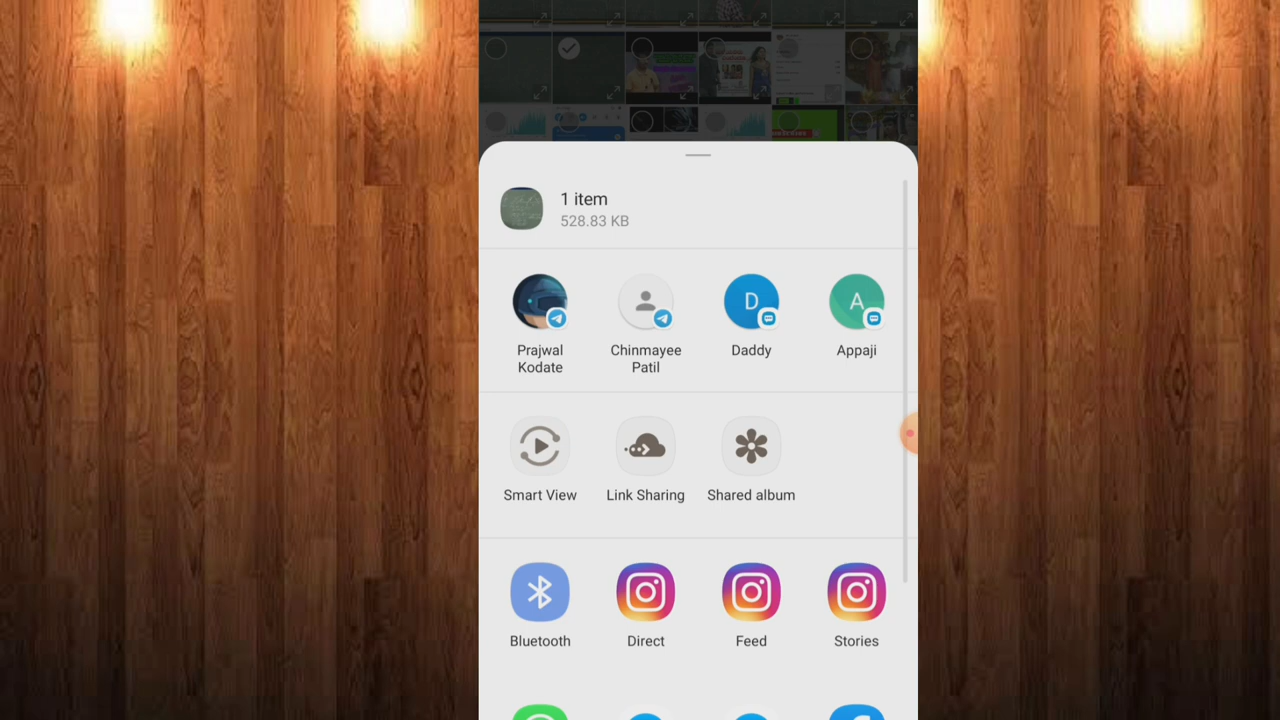 1 item
528.83 KB
D
A
Prajwal
Kodate
Chinmayee
Patil
Daddy
Appaji
Smart View
Link Sharing
Shared album
Bluetooth
Direct
Feed
Stories